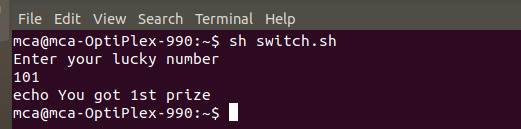 File Edit View Search Terminal Help
mca@mca-OptiPlex-990:~$ sh switch.sh
Enter your lucky number
101
echo You got 1st prize
mca@mca-OptiPlex-990:~$